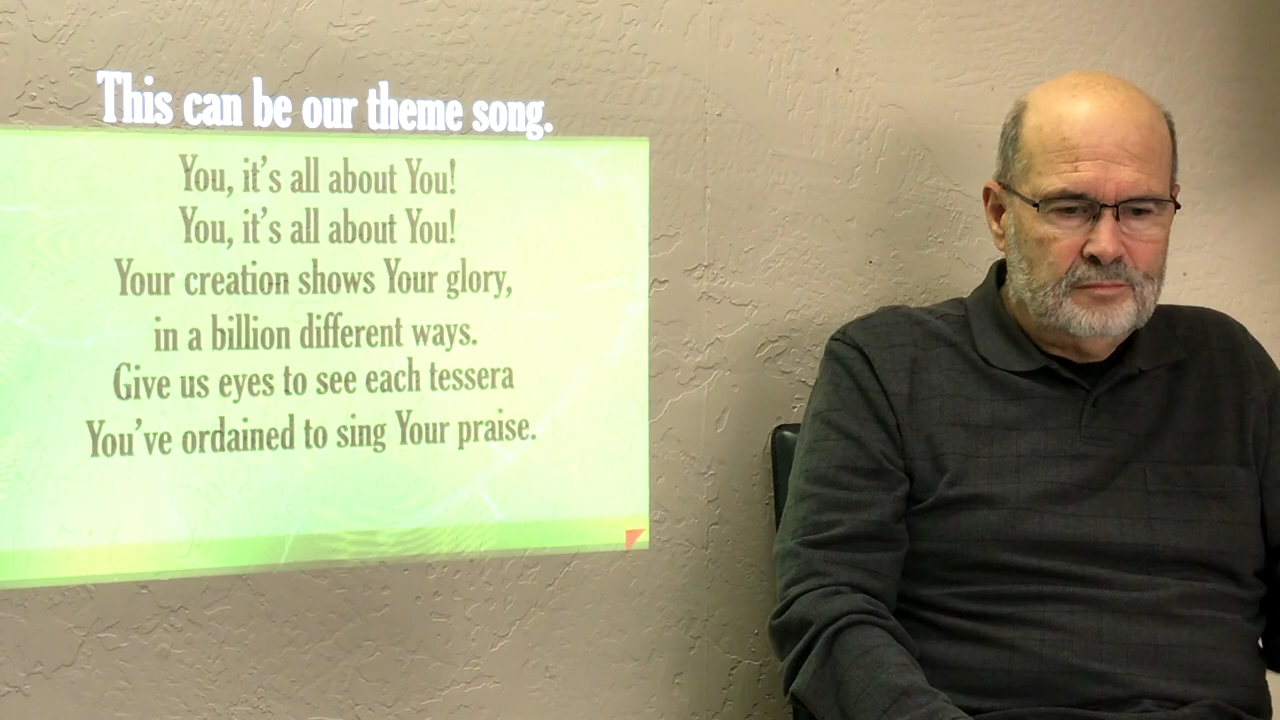 This can be our theme song.
You, it's all about You!
You, it's all about You!
Your creation shows Your glory,
in a billion different ways.
Give us eyes to see each tessera
You've ordained to sing Your praise.